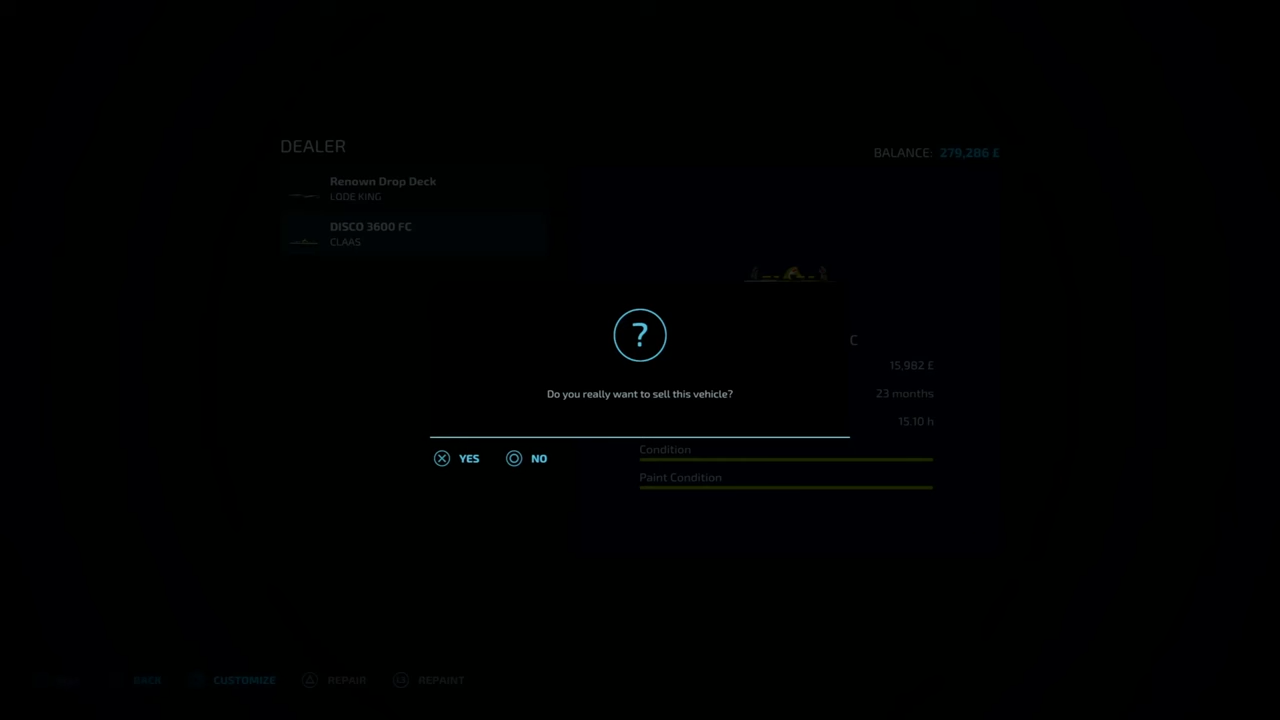 DEALER
BALANCE: 279,286 £
Renown Drop Deck
LODE KING
DISCO 3600 FC
CLAAS
?
C
Do you really want to sell this vehicle?
15,982 £
23 months
15.10 h
Condition
YES NO
Paint Condition
BACK CUSTOMIZE REPAIR REPAINT